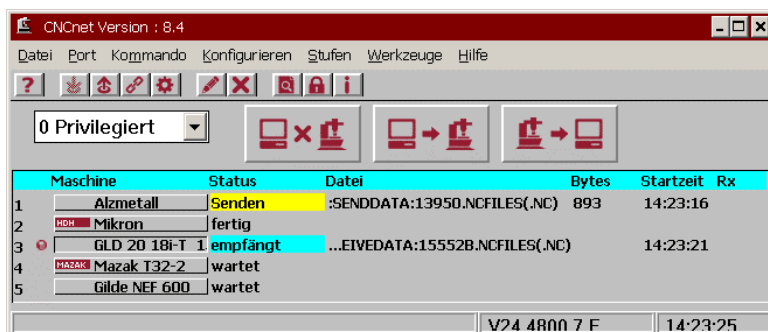 CNCnet Version : 8.4
Datei Port Kommando Konfigurieren Stufen Werkzeuge Hilfe
0 Privilegiert
Maschine Status Datei Bytes Startzeit Rx
1 Alzmetall Senden :SENDDATA:13950.NCFILES(.NC) 893 14:23:16
2 HDH Mikron fertig
3 GLD 20 18i-T 1. empfängt ...EIVEDATA:15552B.NCFILES(.NC) 14:23:21
4 MAZAK Mazak T32-2 wartet
5 Gilde NEF 600 wartet
V24 4800 7 E 14:23:25